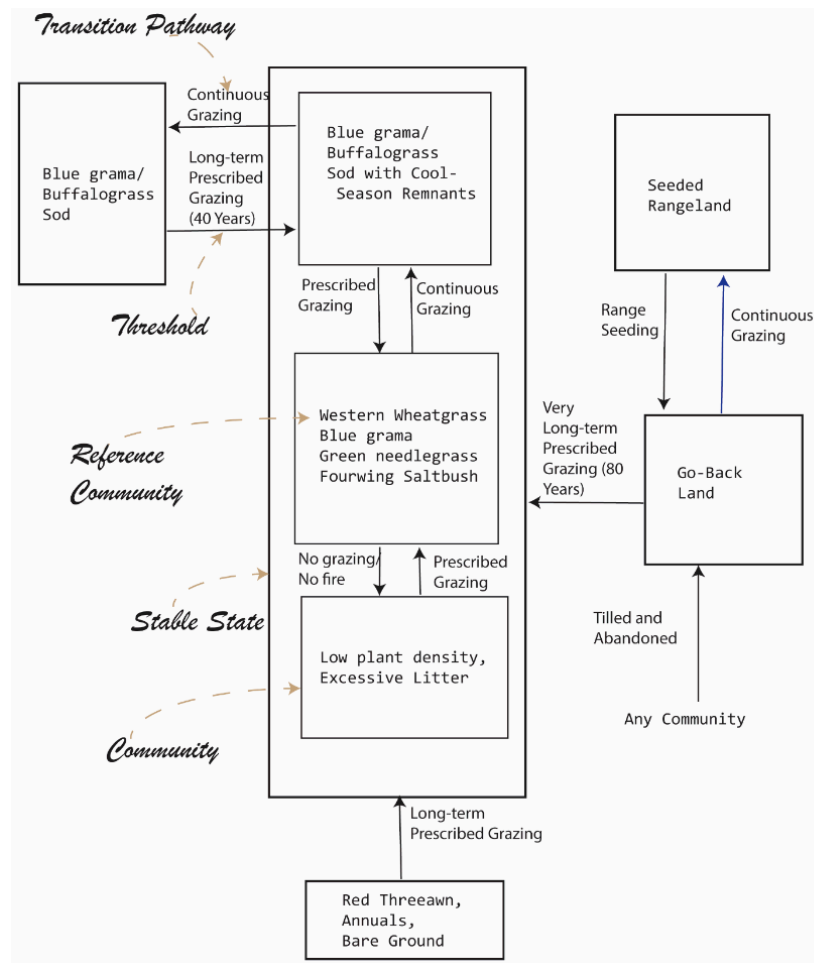 Transition Pathway
Continuous
Grazing
Blue grama/
Buffalograss
Sod
Long-term
Prescribed
Grazing
(40 Years)
Threshold
Blue grama/
Buffalograss
Sod with Cool-
Season Remnants
Prescribed
Grazing
Continuous
Grazing
Reference
Community
Western Wheatgrass
Blue grama
Green needlegrass
Fourwing Saltbush
No grazing/
No fire
Prescribed
Grazing
Stable State
Low plant density,
Excessive Litter
Community
Long-term
Prescribed Grazing
Red Threeawn,
Annuals,
Bare Ground
Seeded
Rangeland
Range
Seeding
Continuous
Grazing
Very
Long-term
Prescribed
Grazing (80
Years)
Go-Back
Land
Tilled and
Abandoned
Any Community